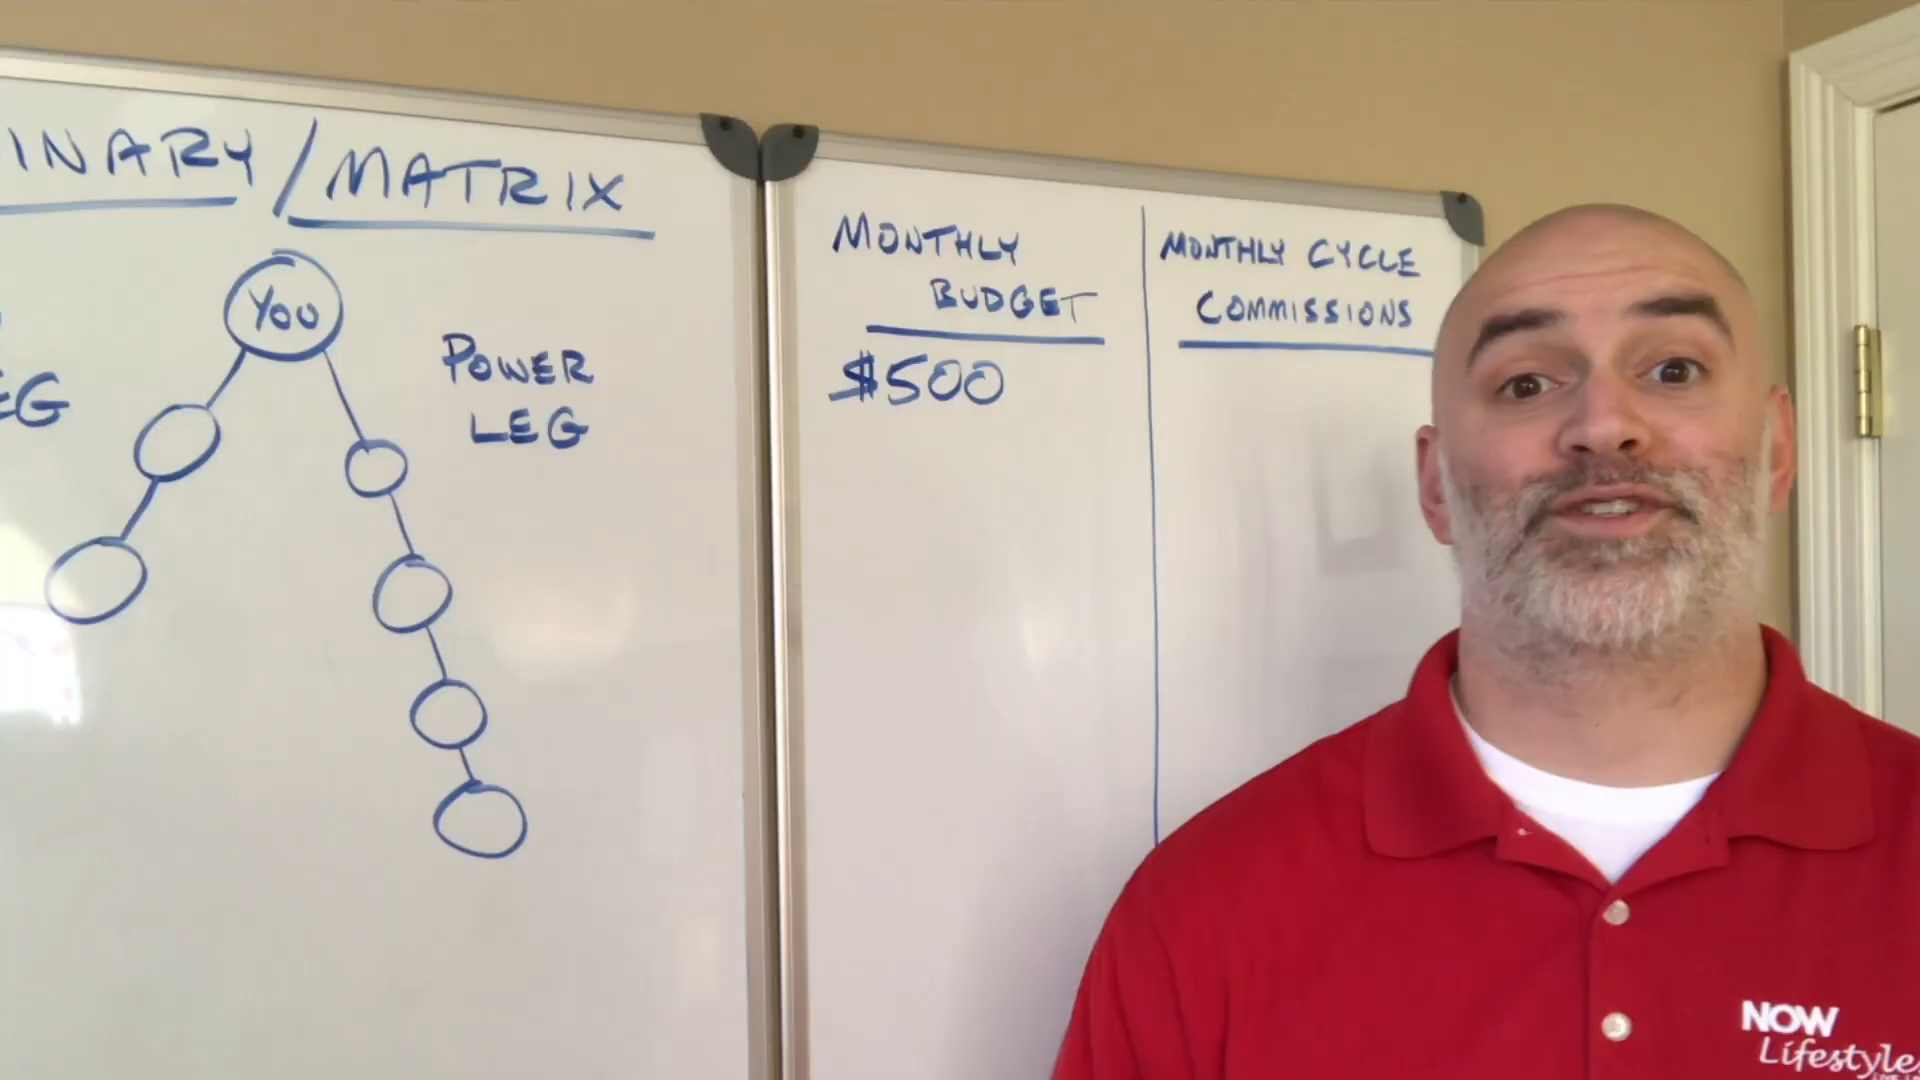 INARY/MATRIX
YOU
EG
POWER
LEG
MONTHLY
BUDGET
$500
MONTHLY CYCLE
COMMISSIONS
NOW
Lifestyle